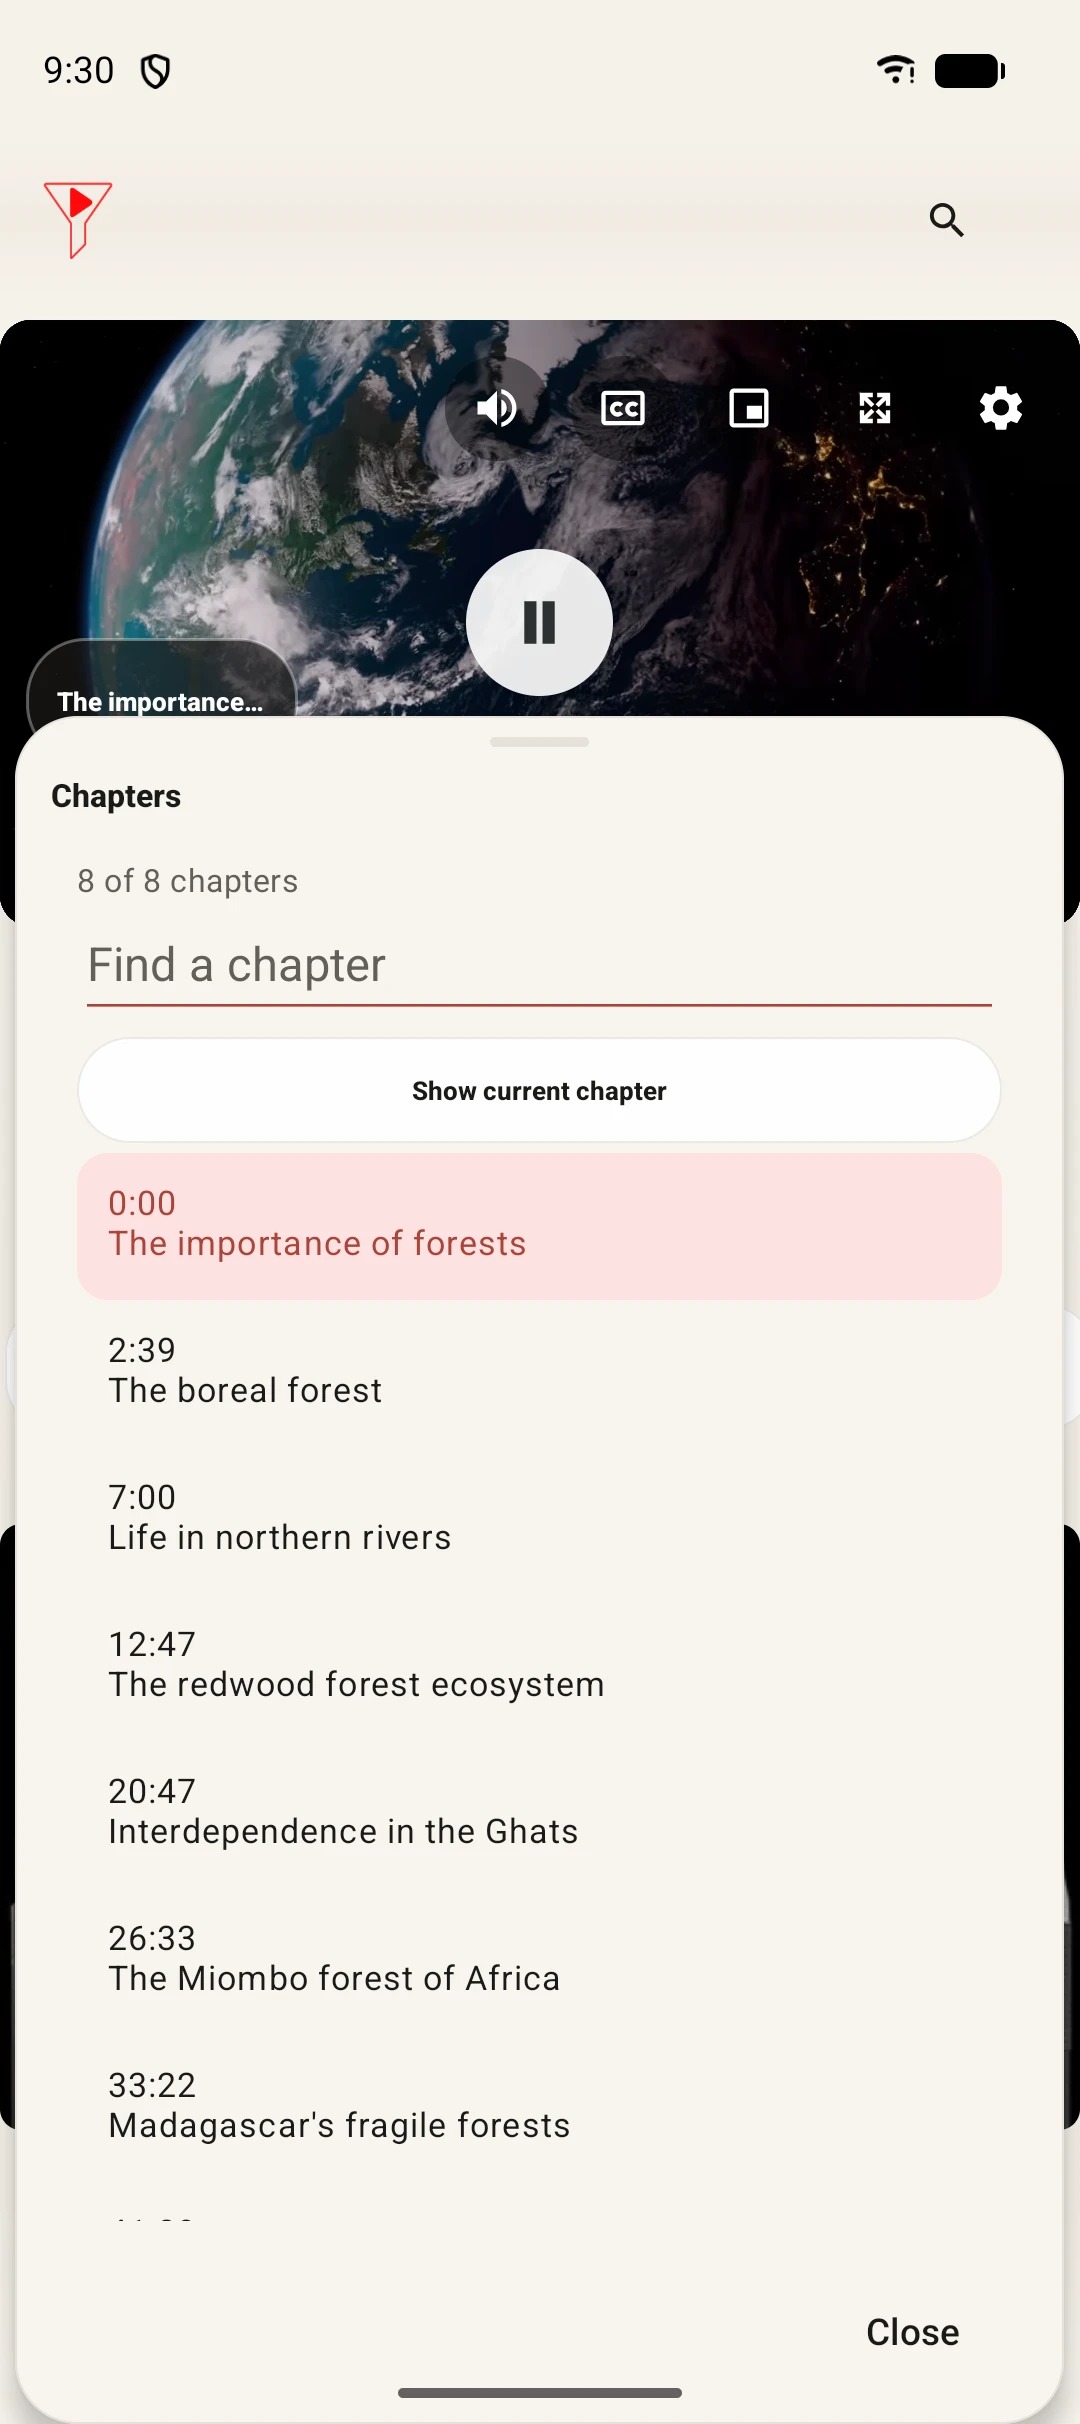 9:30
CC
The importance…
Chapters
8 of 8 chapters
Find a chapter
Show current chapter
0:00
The importance of forests
2:39
The boreal forest
7:00
Life in northern rivers
12:47
The redwood forest ecosystem
20:47
Interdependence in the Ghats
26:33
The Miombo forest of Africa
33:22
Madagascar's fragile forests
Close